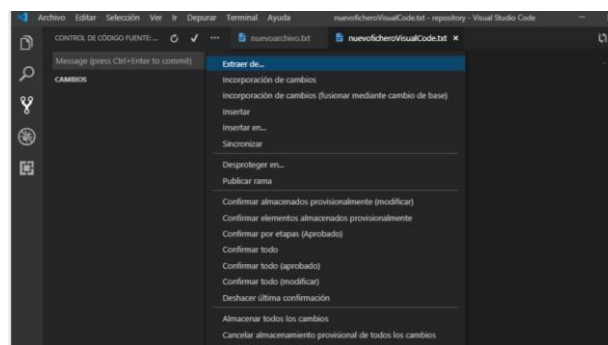 Archivo Editar Selección Ver Ir Depurar Terminal Ayuda nuevoficheroVisualCode.txt - repository - Visual Studio Code
CONTROL DE CÓDIGO FUENTE: ... nuevoarchivo.txt nuevoficheroVisualCode.txt
Message (press Ctrl+Enter to commit)
CAMBIOS
Extraer de...
Incorporación de cambios
Incorporación de cambios (fusionar mediante cambio de base)
Insertar
Insertar en...
Sincronizar
Desproteger en...
Publicar rama
Confirmar almacenados provisionalmente (modificar)
Confirmar elementos almacenados provisionalmente
Confirmar por etapas (Aprobado)
Confirmar todo
Confirmar todo (aprobado)
Confirmar todo (modificar)
Deshacer última confirmación
Almacenar todos los cambios
Cancelar almacenamiento provisional de todos los cambios